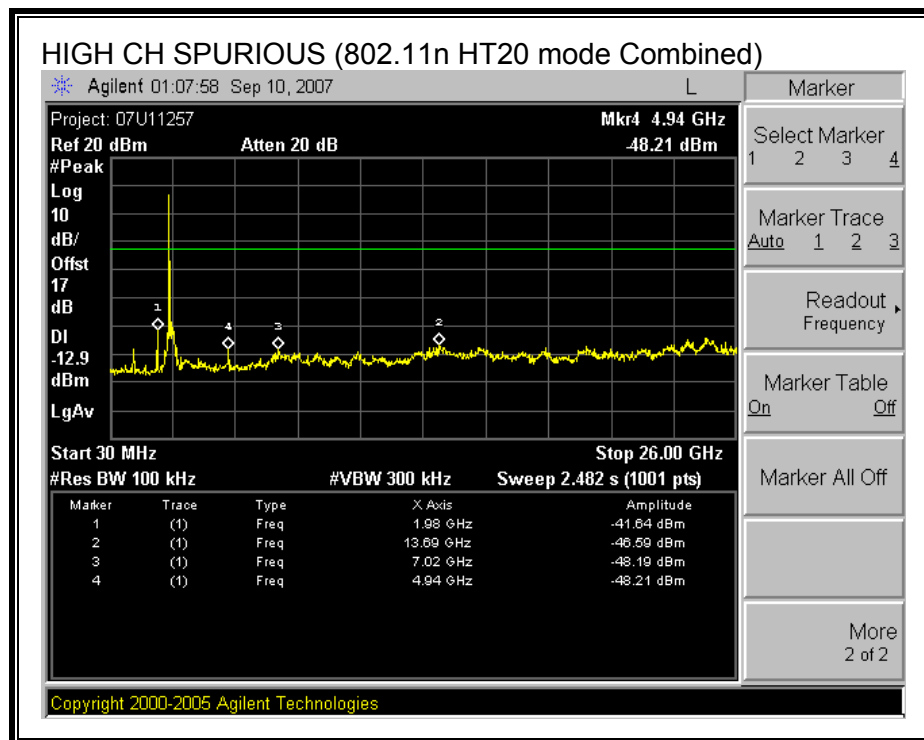 HIGH CH SPURIOUS (802.11n HT20 mode Combined)
Agilent 01:07:58 Sep 10, 2007 L
Project: 07U11257 Mkr4 4.94 GHz
Ref 20 dBm Atten 20 dB -48.21 dBm
#Peak
Log
10
dB/
Offst
17
dB
DI
-12.9
dBm
LgAv
1
4
3
2
Start 30 MHz Stop 26.00 GHz
#Res BW 100 kHz #VBW 300 kHz Sweep 2.482 s (1001 pts)
Marker Trace Type X Axis Amplitude
1 (1) Freq 1.98 GHz -41.64 dBm
2 (1) Freq 13.69 GHz -46.59 dBm
3 (1) Freq 7.02 GHz -48.19 dBm
4 (1) Freq 4.94 GHz -48.21 dBm
Marker
Select Marker
1 2 3 4
Marker Trace
Auto 1 2 3
Readout
Frequency
Marker Table
On Off
Marker All Off
More
2 of 2
Copyright 2000-2005 Agilent Technologies